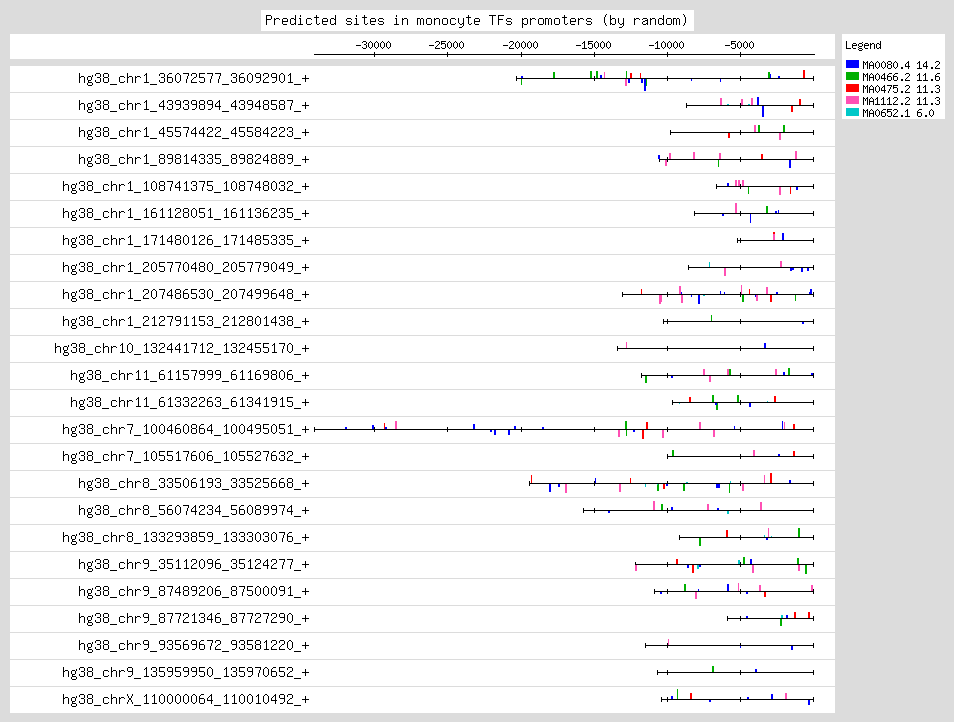 Predicted sites in monocyte TFs promoters (by random)
-30000 -25000 -20000 -15000 -10000 -5000
Legend
MA0080.4 14.2
MA0466.2 11.6
MA0475.2 11.3
MA1112.2 11.3
MA0652.1 6.0
hg38_chr1_36072577_36092901_+
hg38_chr1_43939894_43948587_+
hg38_chr1_45574422_45584223_+
hg38_chr1_89814335_89824889_+
hg38_chr1_108741375_108748032_+
hg38_chr1_161128051_161136235_+
hg38_chr1_171480126_171485335_+
hg38_chr1_205770480_205779049_+
hg38_chr1_207486530_207499648_+
hg38_chr1_212791153_212801438_+
hg38_chr10_132441712_132455170_+
hg38_chr11_61157999_61169806_+
hg38_chr11_61332263_61341915_+
hg38_chr7_100460864_100495051_+
hg38_chr7_105517606_105527632_+
hg38_chr8_33506193_33525668_+
hg38_chr8_56074234_56089974_+
hg38_chr8_133293859_133303076_+
hg38_chr9_35112096_35124277_+
hg38_chr9_87489206_87500091_+
hg38_chr9_87721346_87727290_+
hg38_chr9_93569672_93581220_+
hg38_chr9_135959950_135970652_+
hg38_chrX_110000064_110010492_+